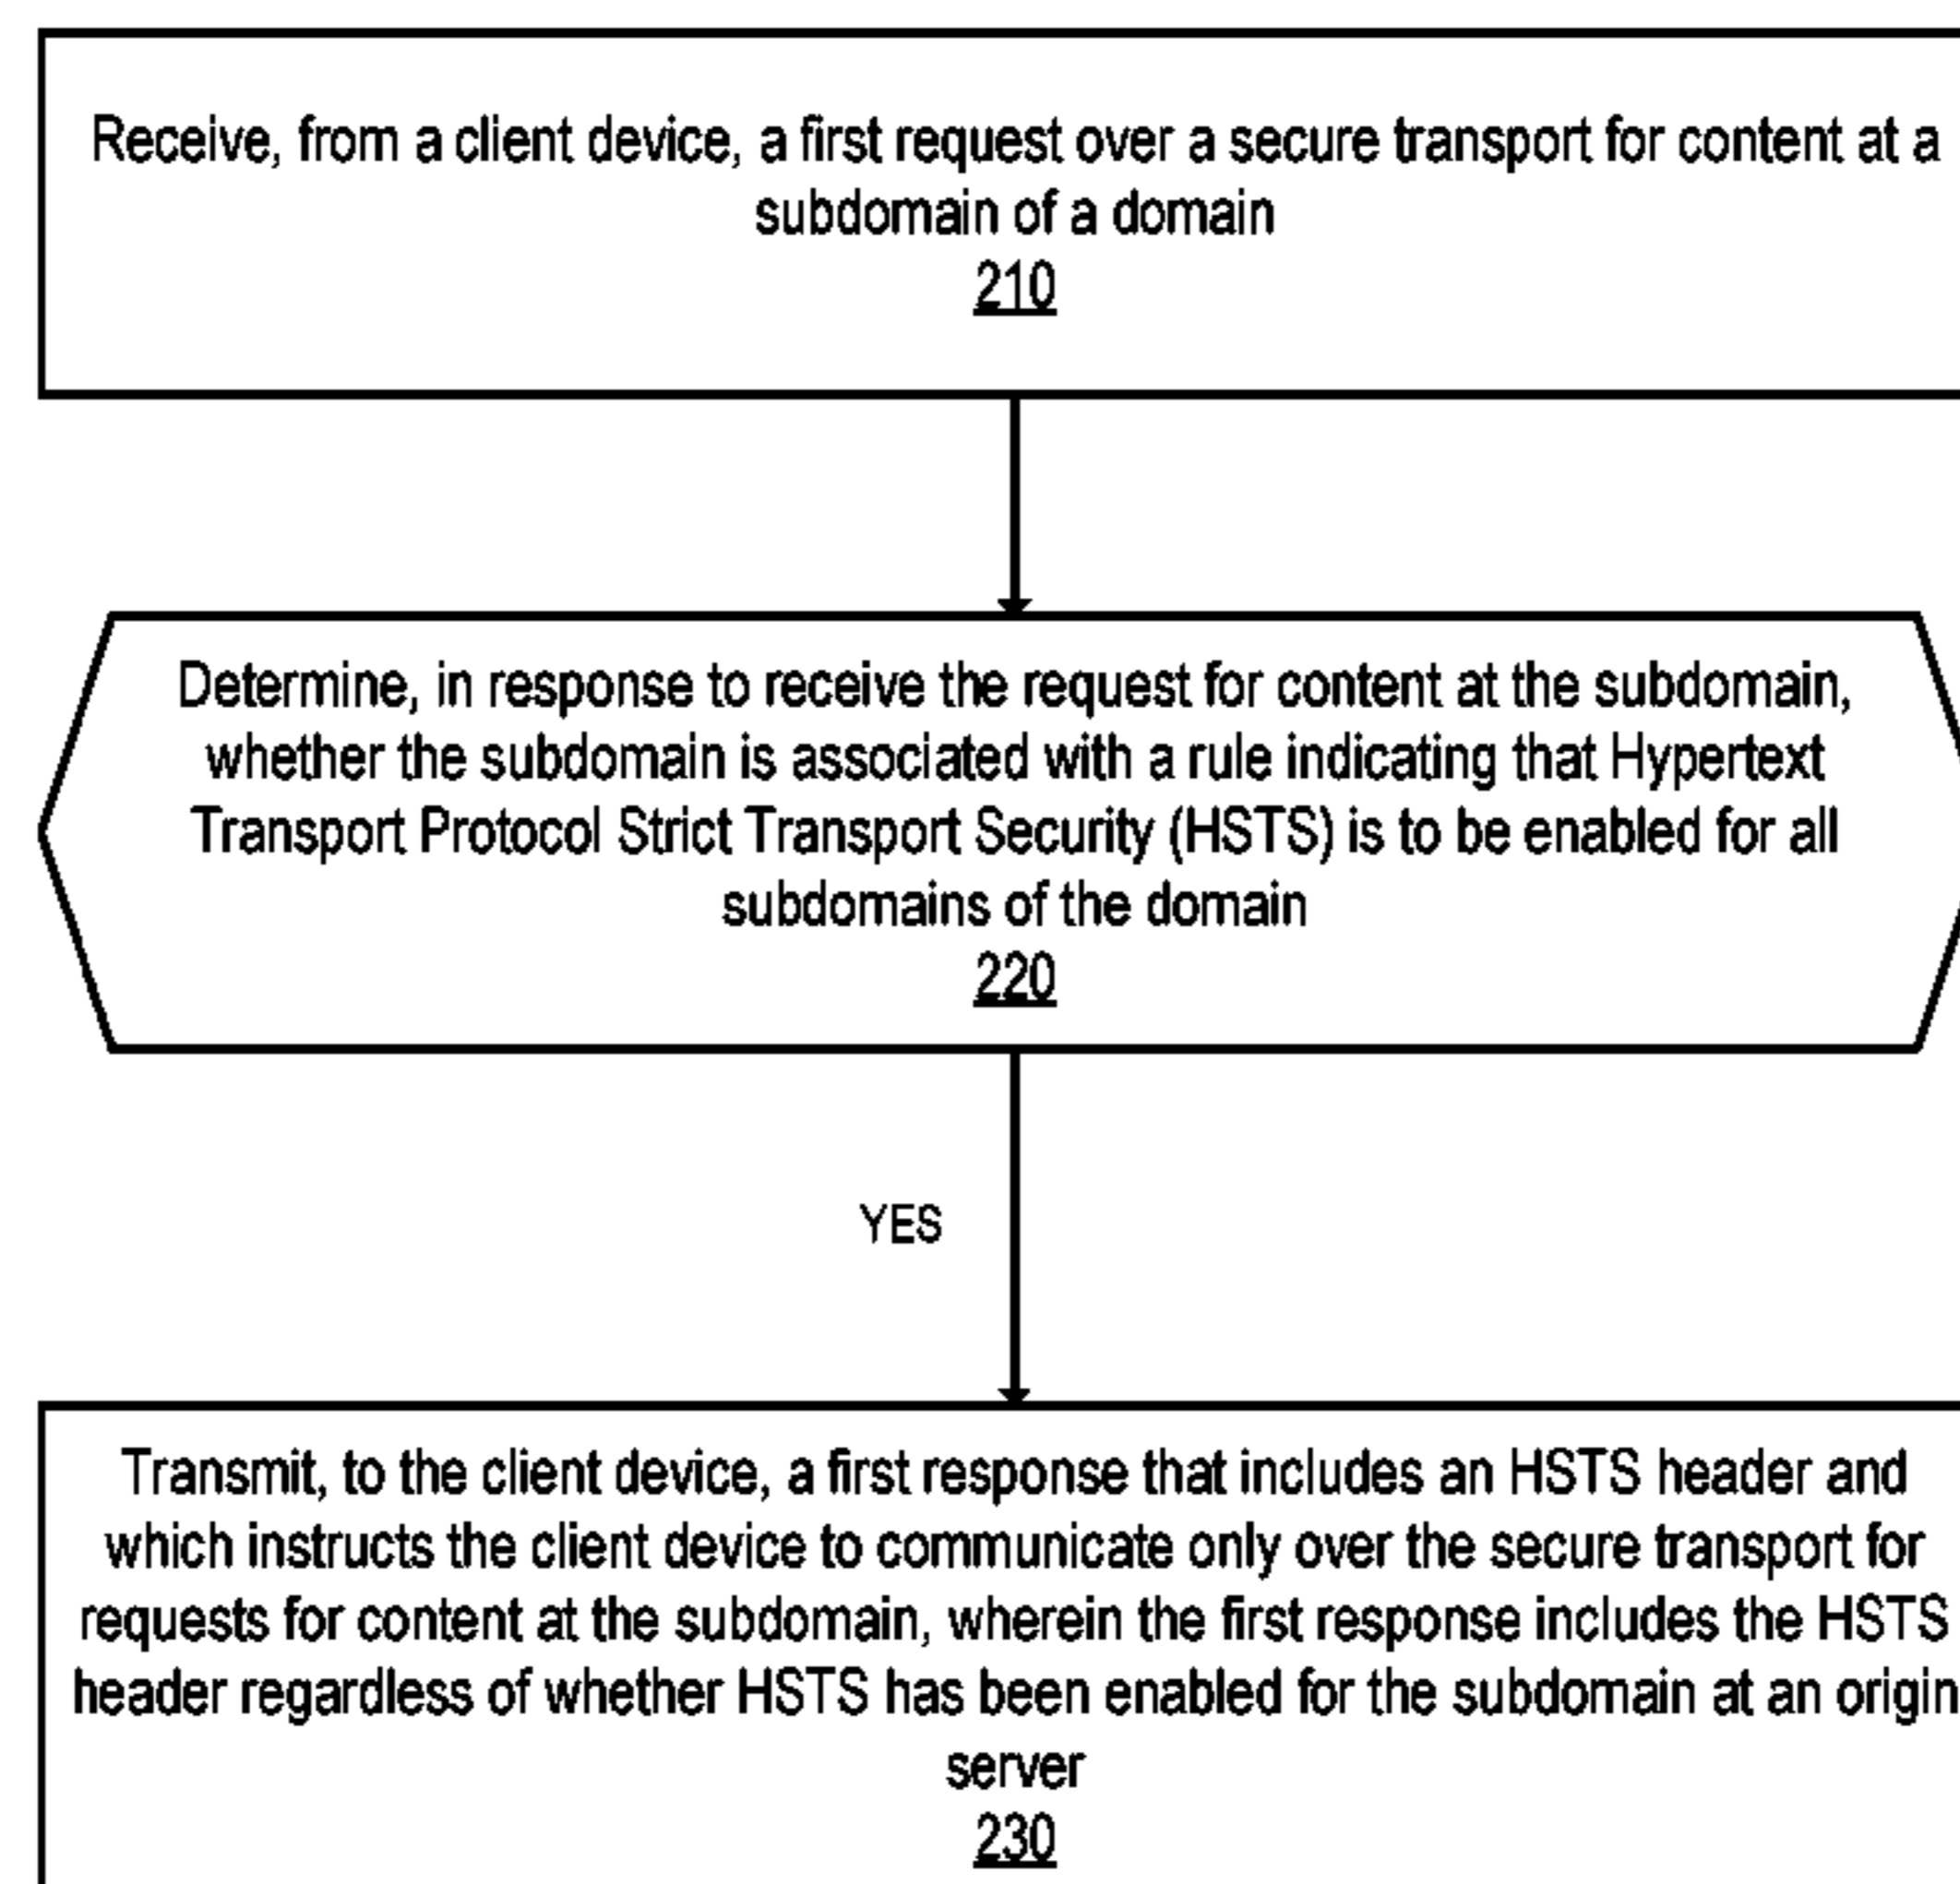 Receive, from a client device, a first request over a secure transport for content at a
subdomain of a domain
210
Determine, in response to receive the request for content at the subdomain,
whether the subdomain is associated with a rule indicating that Hypertext
Transport Protocol Strict Transport Security (HSTS) is to be enabled for all
subdomains of the domain
220
YES
Transmit, to the client device, a first response that includes an HSTS header and
which instructs the client device to communicate only over the secure transport for
requests for content at the subdomain, wherein the first response includes the HSTS
header regardless of whether HSTS has been enabled for the subdomain at an origin
server
230